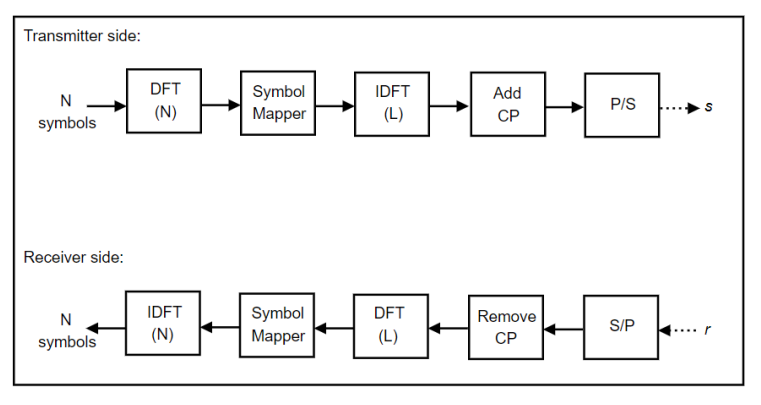 Transmitter side:
N
symbols
DFT
(N)
Symbol
Mapper
IDFT
(L)
Add
CP
P/S
s
Receiver side:
N
symbols
IDFT
(N)
Symbol
Mapper
DFT
(L)
Remove
CP
S/P
r